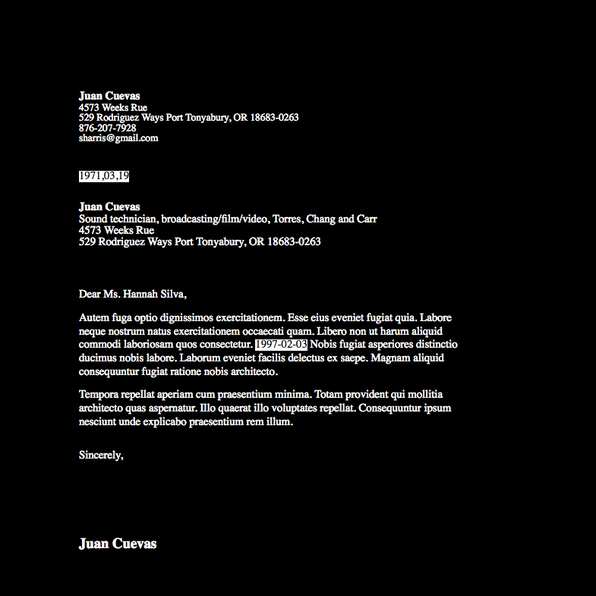 Juan Cuevas
4573 Weeks Rue
529 Rodriguez Ways Port Tonyabury, OR 18683-0263
876-207-7928
sharris@gmail.com
1971,03,19
Juan Cuevas
Sound technician, broadcasting/film/video, Torres, Chang and Carr
4573 Weeks Rue
529 Rodriguez Ways Port Tonyabury, OR 18683-0263
Dear Ms. Hannah Silva,
Autem fuga optio dignissimos exercitationem. Esse eius eveniet fugiat quia. Labore
neque nostrum natus exercitationem occaecati quam. Libero non ut harum aliquid
commodi laboriosam quos consectetur. 1997-02-03 Nobis fugiat asperiores distinctio
ducimus nobis labore. Laborum eveniet facilis delectus ex saepe. Magnam aliquid
consequuntur fugiat ratione nobis architecto.
Tempora repellat aperiam cum praesentium minima. Totam provident qui mollitia
architecto quas aspernatur. Illo quaerat illo voluptates repellat. Consequuntur ipsum
nesciunt unde explicabo praesentium rem illum.
Sincerely,
Juan Cuevas